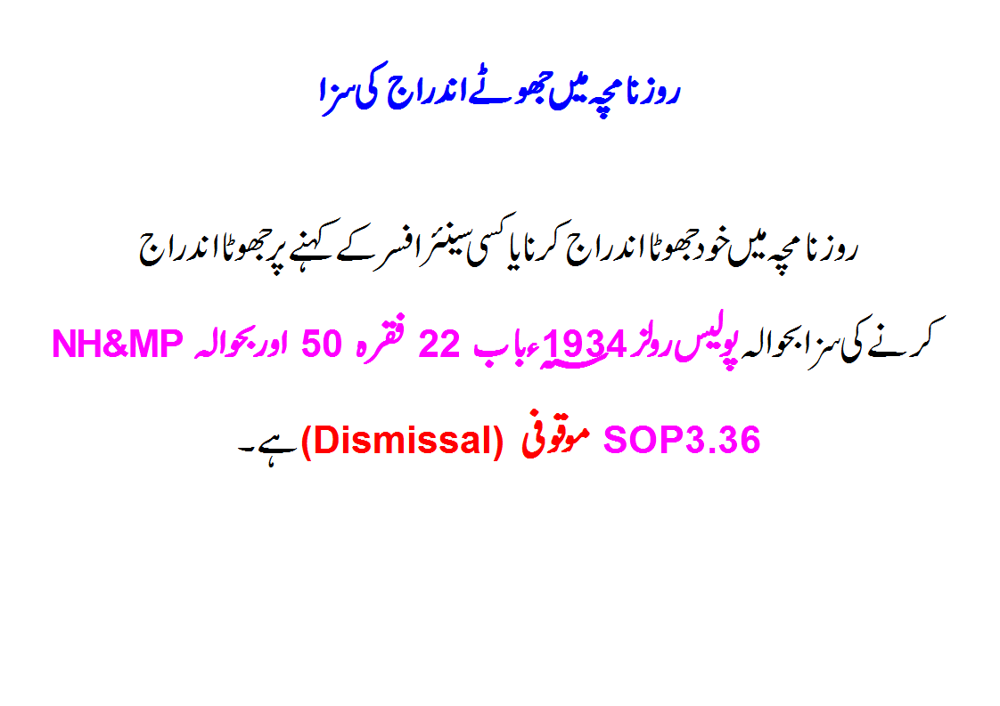 روزنامچہ میں جھوٹے اندراج کی سزا
روزنامچہ میں خود جھوٹا اندراج کرنا یا کسی سینئر افسر کے کہنے پر جھوٹا اندراج
کرنے کی سزا بحوالہ پولیس رولز 1934ء باب 22 فقرہ 50 اور بحوالہ NH&MP
SOP3.36 موقوفی (Dismissal) ہے۔